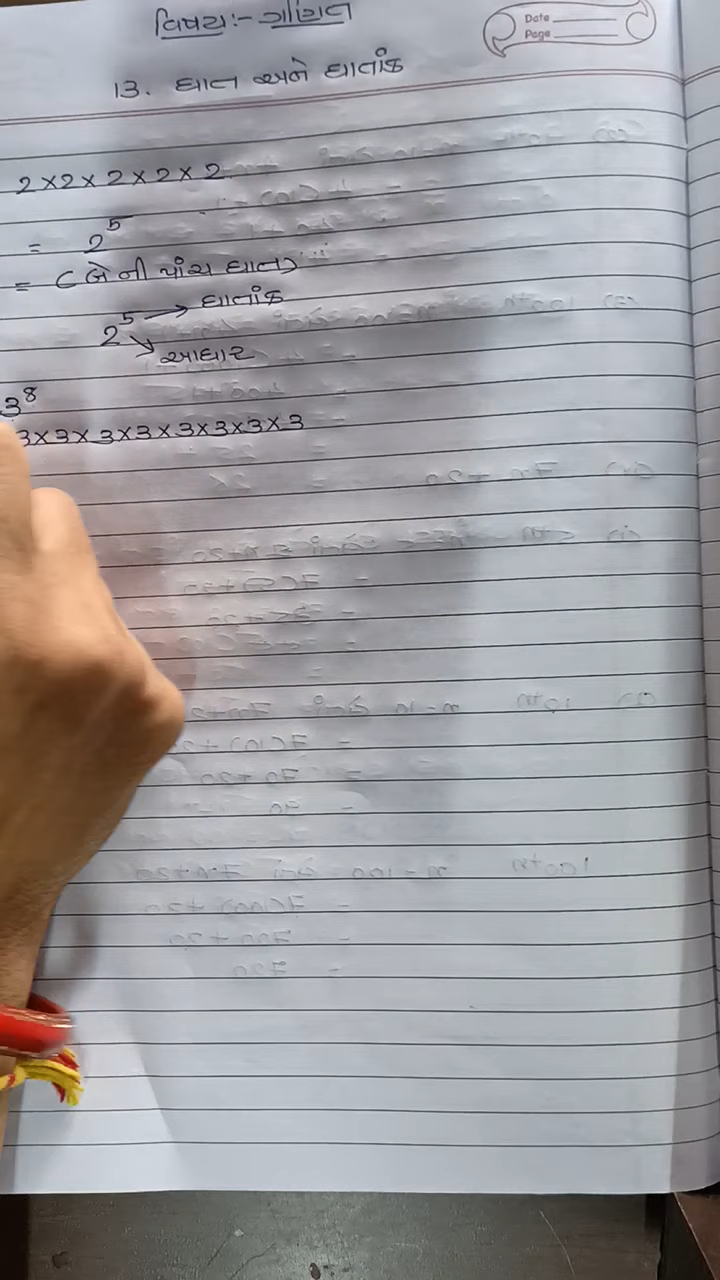 વિષય:- ગણિત
Date
Page
13. ઘાત અને ઘાતાંક
2×2×2×2×2
= 2⁵
= (બે ની પાંચ ઘાત)
2⁵ → ઘાતાંક
↘ આધાર
3⁸
3×3×3×3×3×3×3×3